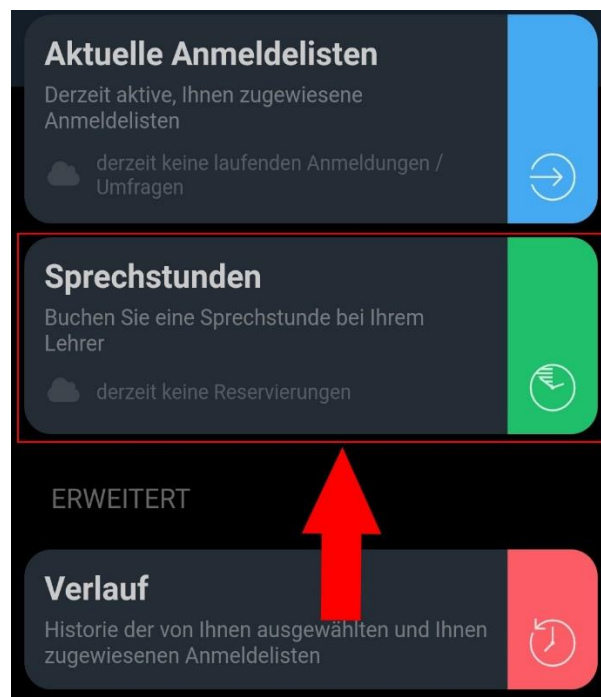 Aktuelle Anmeldelisten
Derzeit aktive, Ihnen zugewiesene
Anmeldelisten
derzeit keine laufenden Anmeldungen /
Umfragen
Sprechstunden
Buchen Sie eine Sprechstunde bei Ihrem
Lehrer
derzeit keine Reservierungen
ERWEITERT
Verlauf
Historie der von Ihnen ausgewählten und Ihnen
zugewiesenen Anmeldelisten